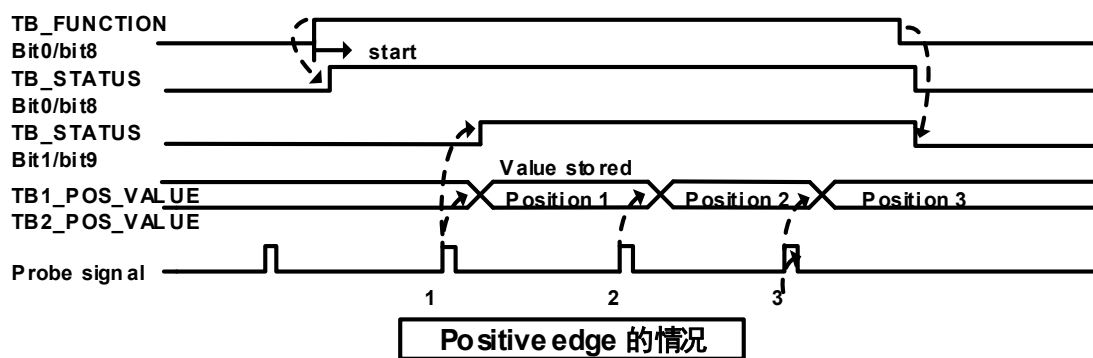 TB_FUNCTION
Bit0/bit8
start
TB_STATUS
Bit0/bit8
TB_STATUS
Bit1/bit9
Value stored
TB1_POS_VALUE
Position 1
Position 2
Position 3
TB2_POS_VALUE
Probe signal
1
2
3
Positive edge 的情况